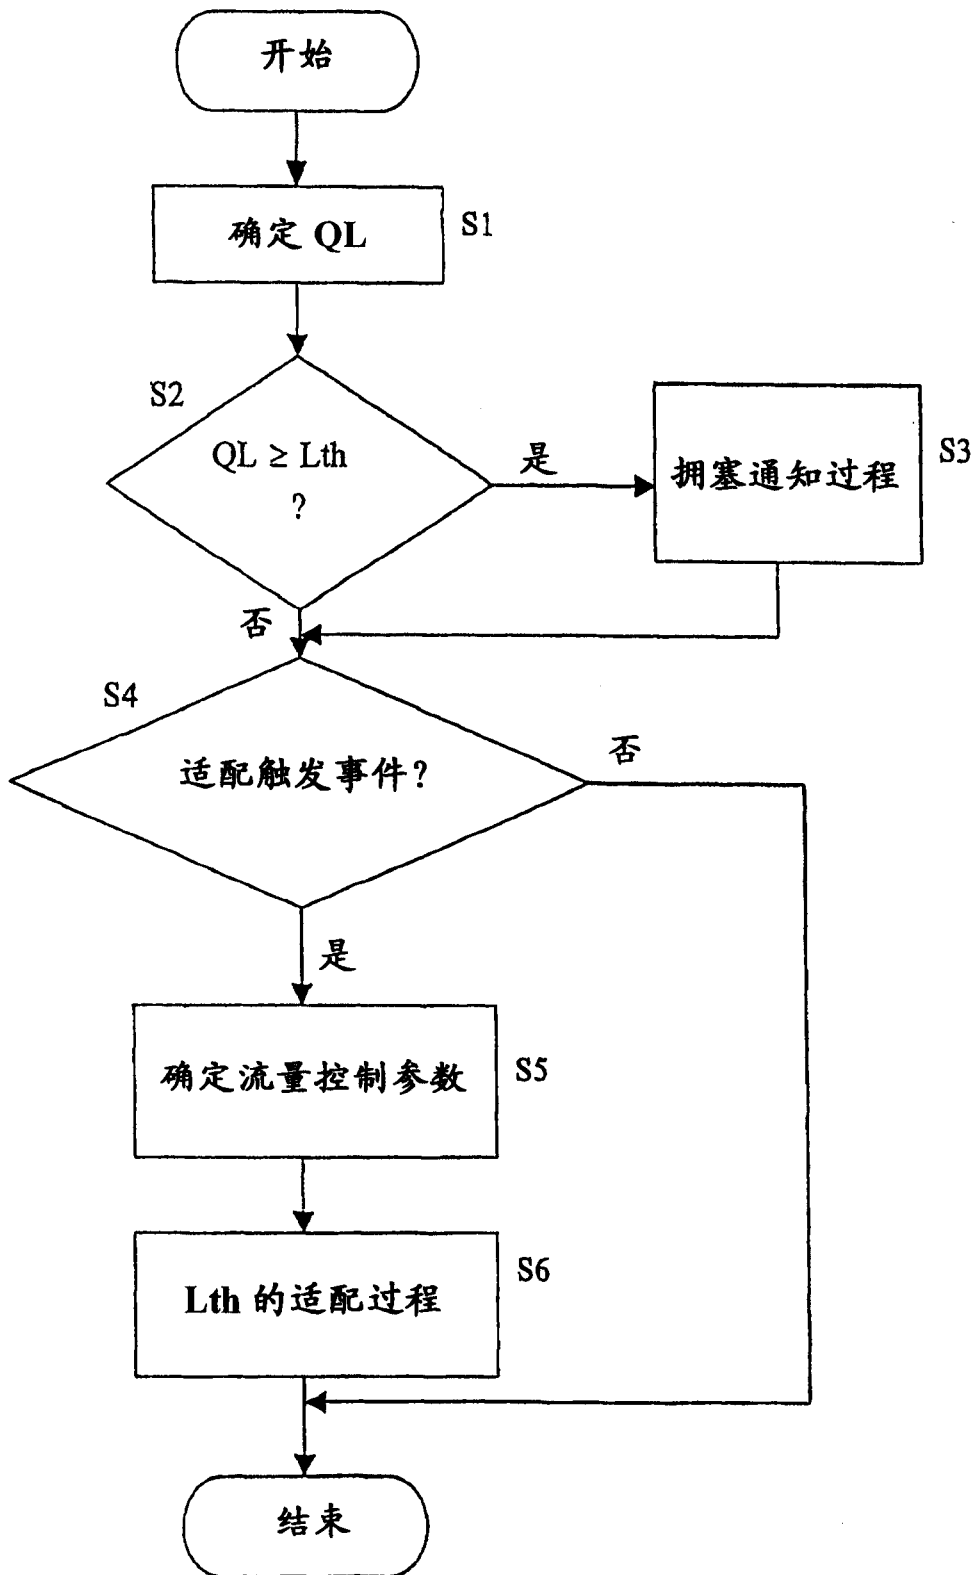 开始
确定 QL
S1
S2
QL ≥ Lth
?
是
拥塞通知过程
S3
否
S4
适配触发事件?
否
是
确定流量控制参数
S5
Lth 的适配过程
S6
结束